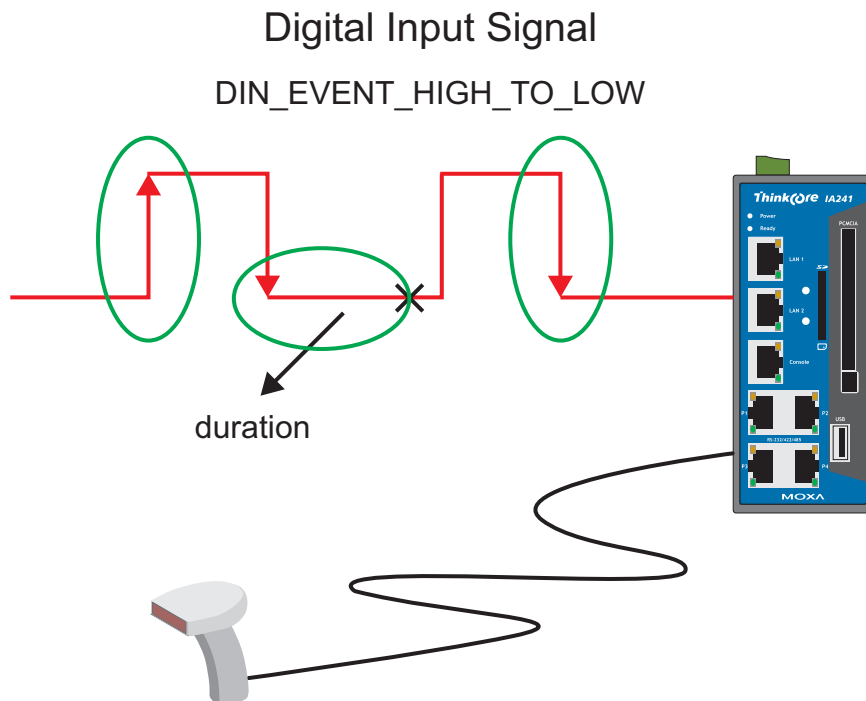 Digital Input Signal
DIN_EVENT_HIGH_TO_LOW
duration
ThinkCore IA241
Power
Ready
PCMCIA
LAN 1
LAN 2
Console
P1
P2
USB
RS-232/422/485
P3
P4
MOXA